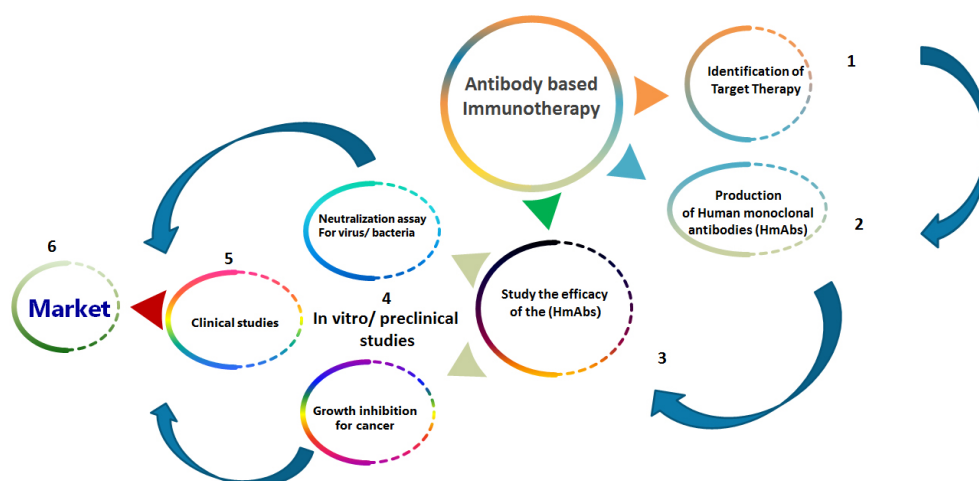 Antibody based
Immunotherapy
1
Identification of
Target Therapy
2
Production
of Human monoclonal
antibodies (HmAbs)
3
Study the efficacy
of the (HmAbs)
4
In vitro/ preclinical
studies
Neutralization assay
For virus/ bacteria
Growth inhibition
for cancer
5
Clinical studies
6
Market